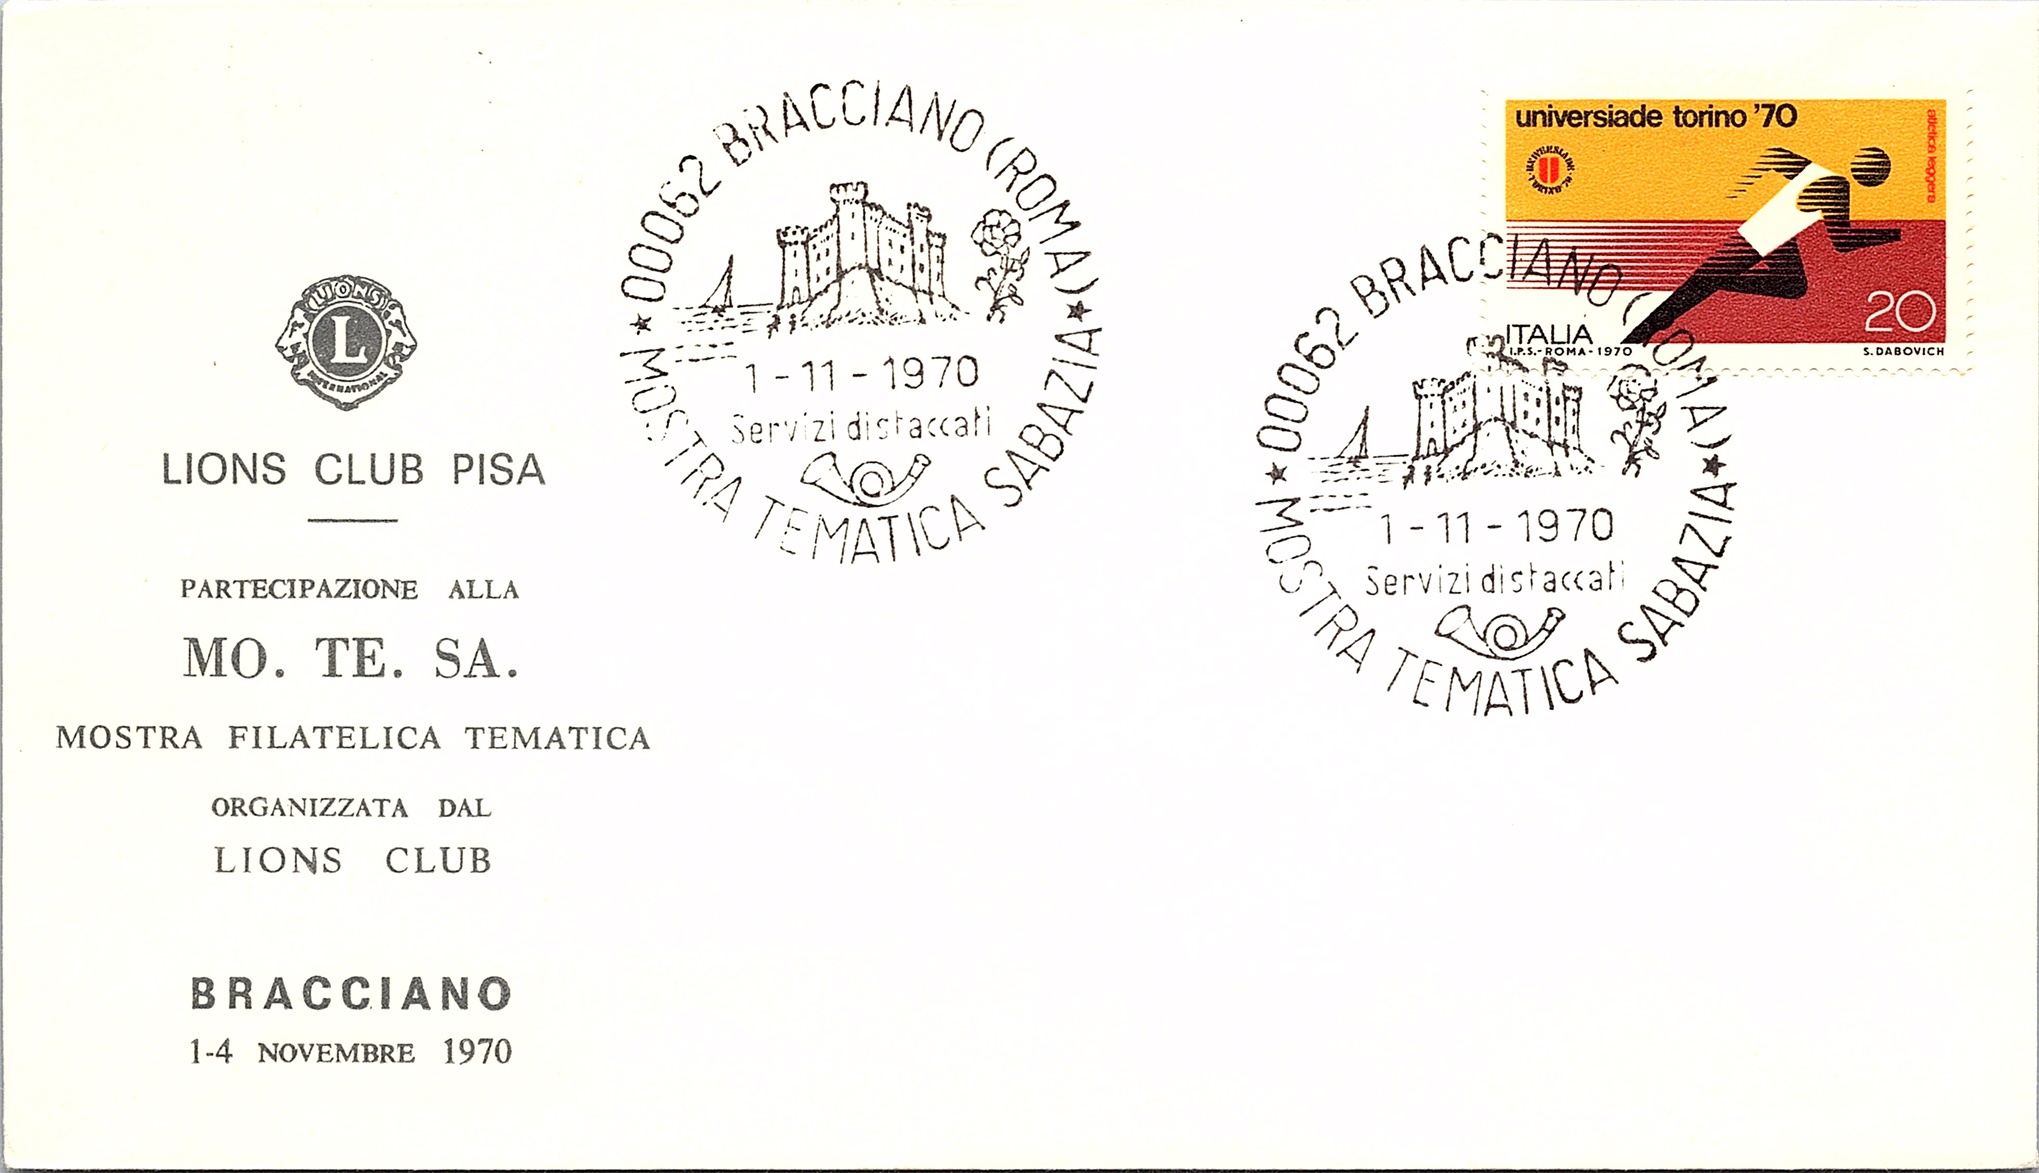 LIONS
L
INTERNATIONAL
LIONS CLUB PISA
PARTECIPAZIONE ALLA
MO. TE. SA.
MOSTRA FILATELICA TEMATICA
ORGANIZZATA DAL
LIONS CLUB
BRACCIANO
1-4 NOVEMBRE 1970
00062 BRACCIANO (ROMA)
1-11-1970
Servizi distaccati
MOSTRA TEMATICA SABAZIA
universiade torino '70
atletica leggera
ITALIA
20
I.P.S.-ROMA-1970
S. DABOVICH
00062 BRACCIANO (ROMA)
1-11-1970
Servizi distaccati
MOSTRA TEMATICA SABAZIA